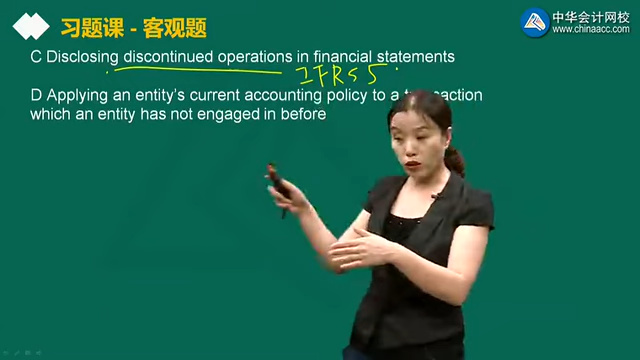 习题课 - 客观题
中华会计网校
www.chinaacc.com
C Disclosing discontinued operations in financial statements
IFRS 5
D Applying an entity's current accounting policy to a transaction
which an entity has not engaged in before